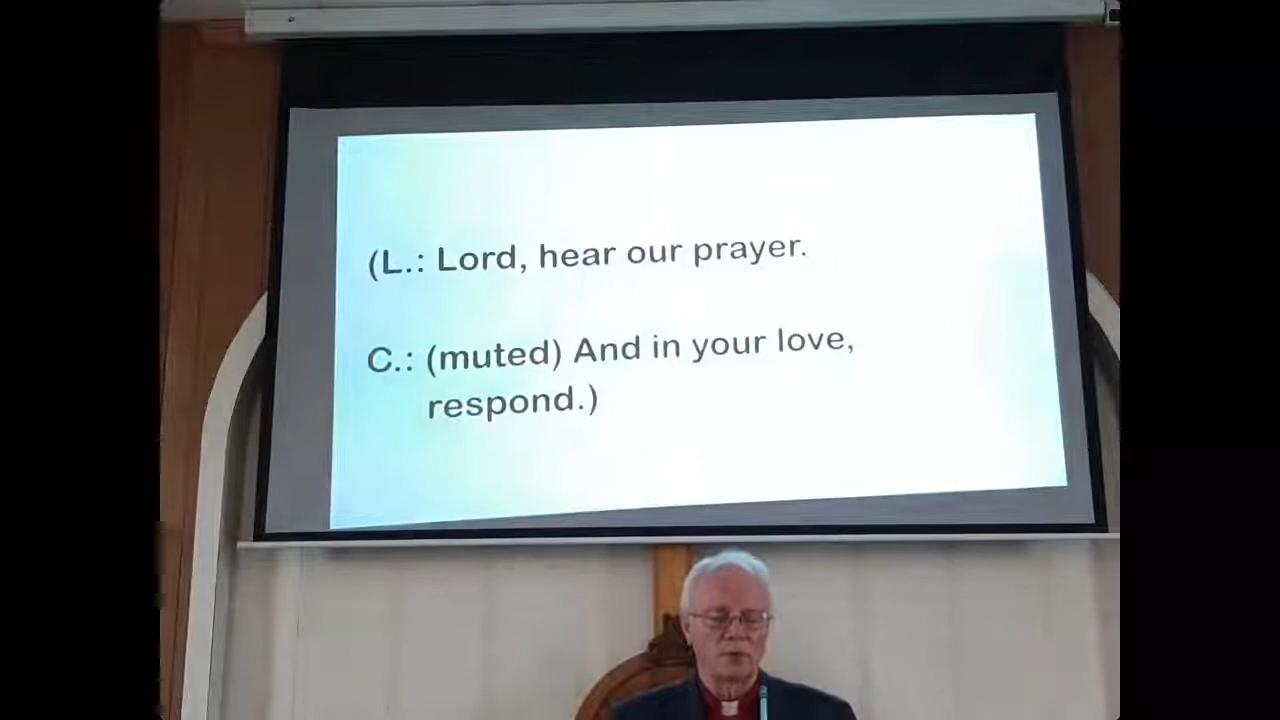 (L.: Lord, hear our prayer.
C.: (muted) And in your love,
respond.)